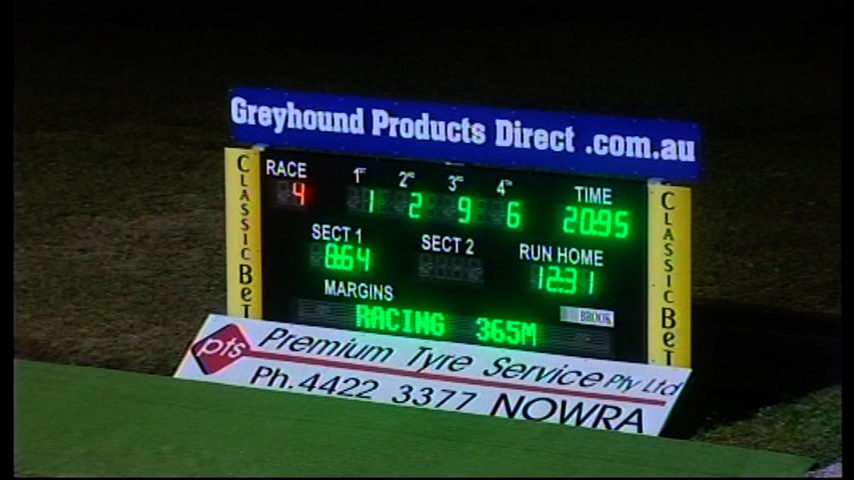 Greyhound Products Direct .com.au
CLASSIC BeT
RACE 1ST 2ND 3RD 4TH TIME
4 1 2 9 6 20.95
SECT 1 SECT 2 RUN HOME
8.64 12.31
MARGINS
BROOK
RACING 365M
CLASSIC BeT
pts Premium Tyre Service Pty Ltd
Ph.4422 3377 NOWRA